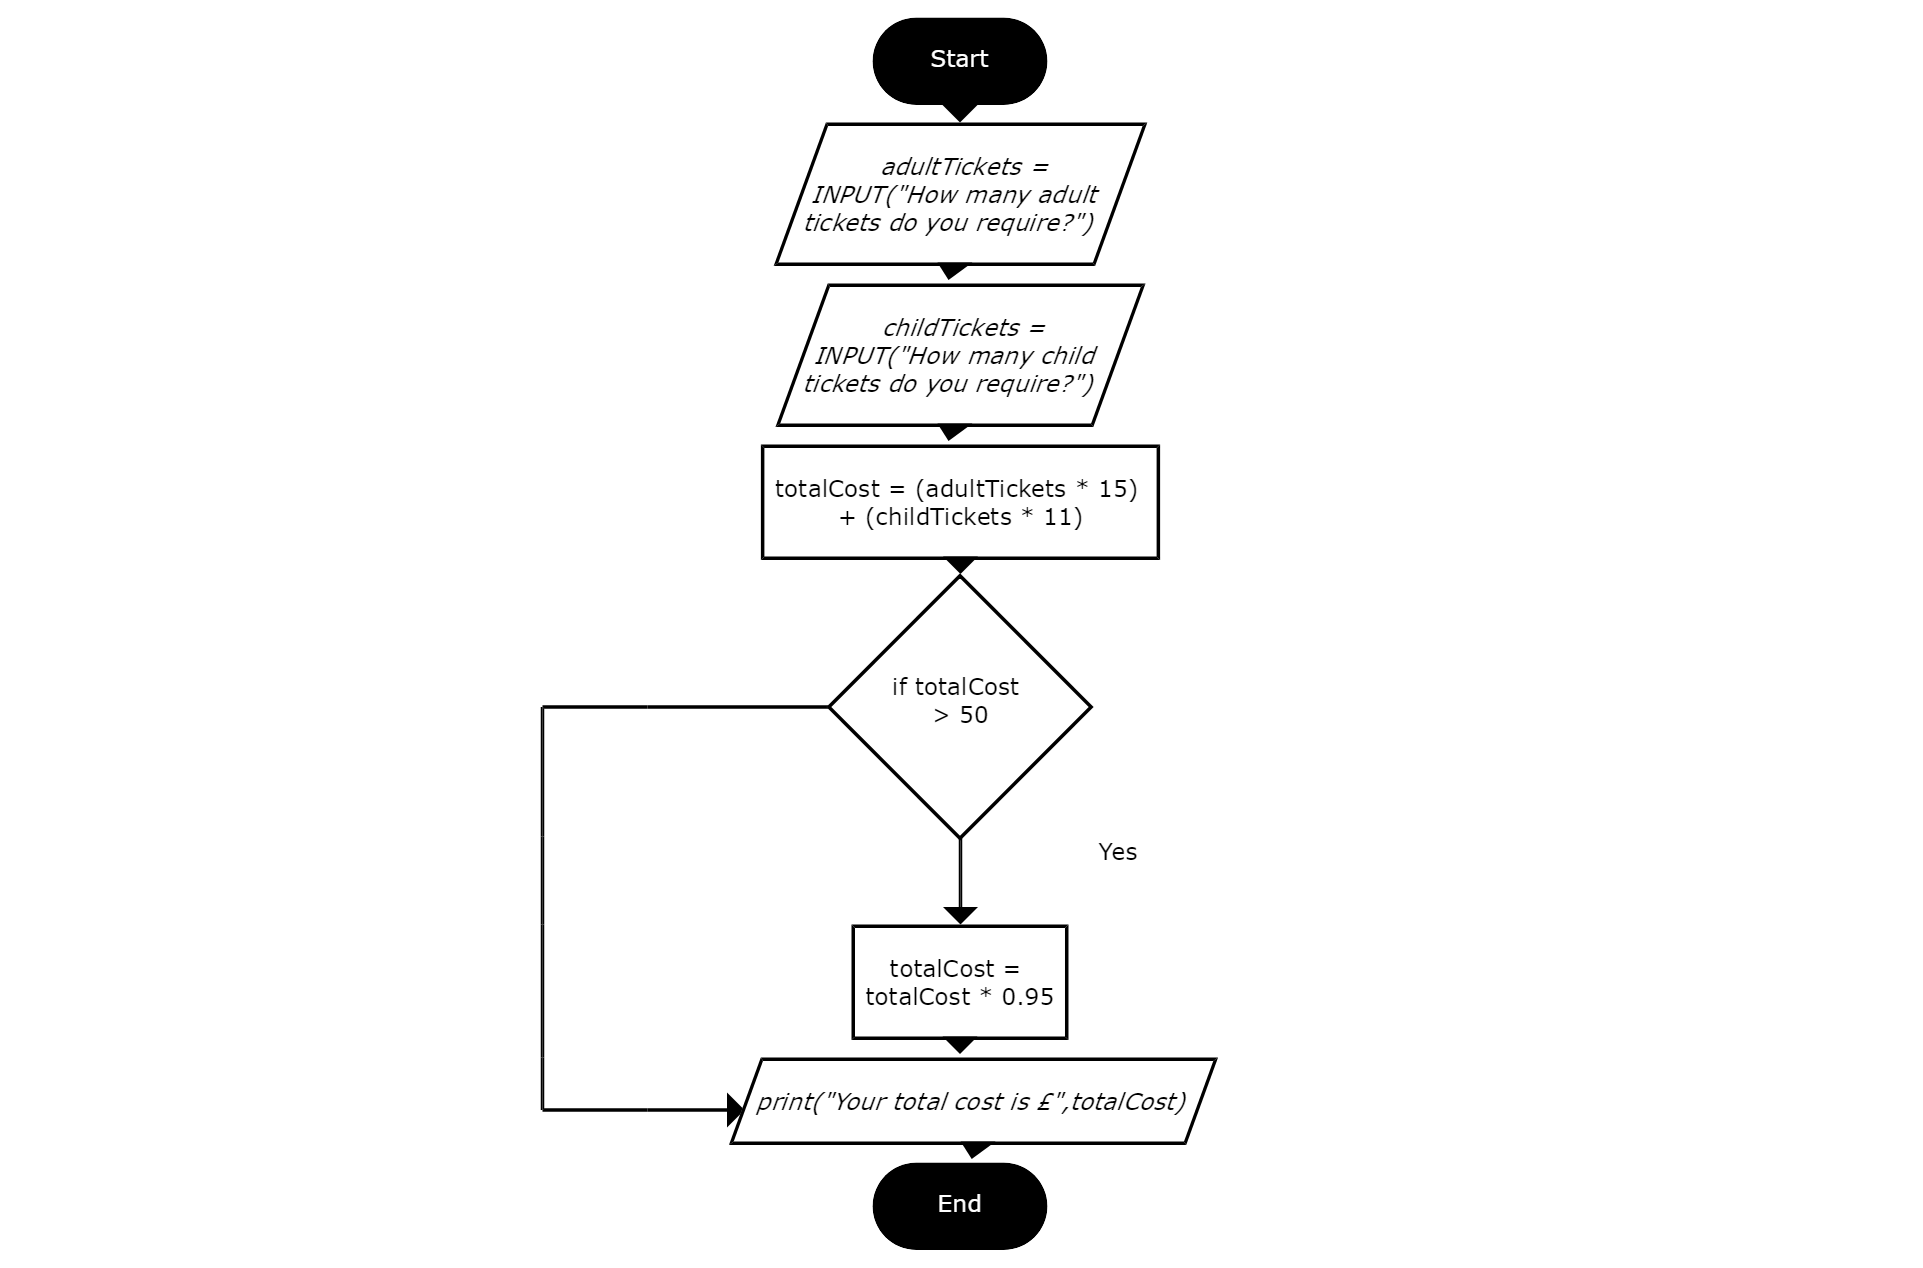 Start
adultTickets =
INPUT("How many adult
tickets do you require?")
childTickets =
INPUT("How many child
tickets do you require?")
totalCost = (adultTickets * 15)
+ (childTickets * 11)
if totalCost
> 50
Yes
totalCost =
totalCost * 0.95
print("Your total cost is £",totalCost)
End